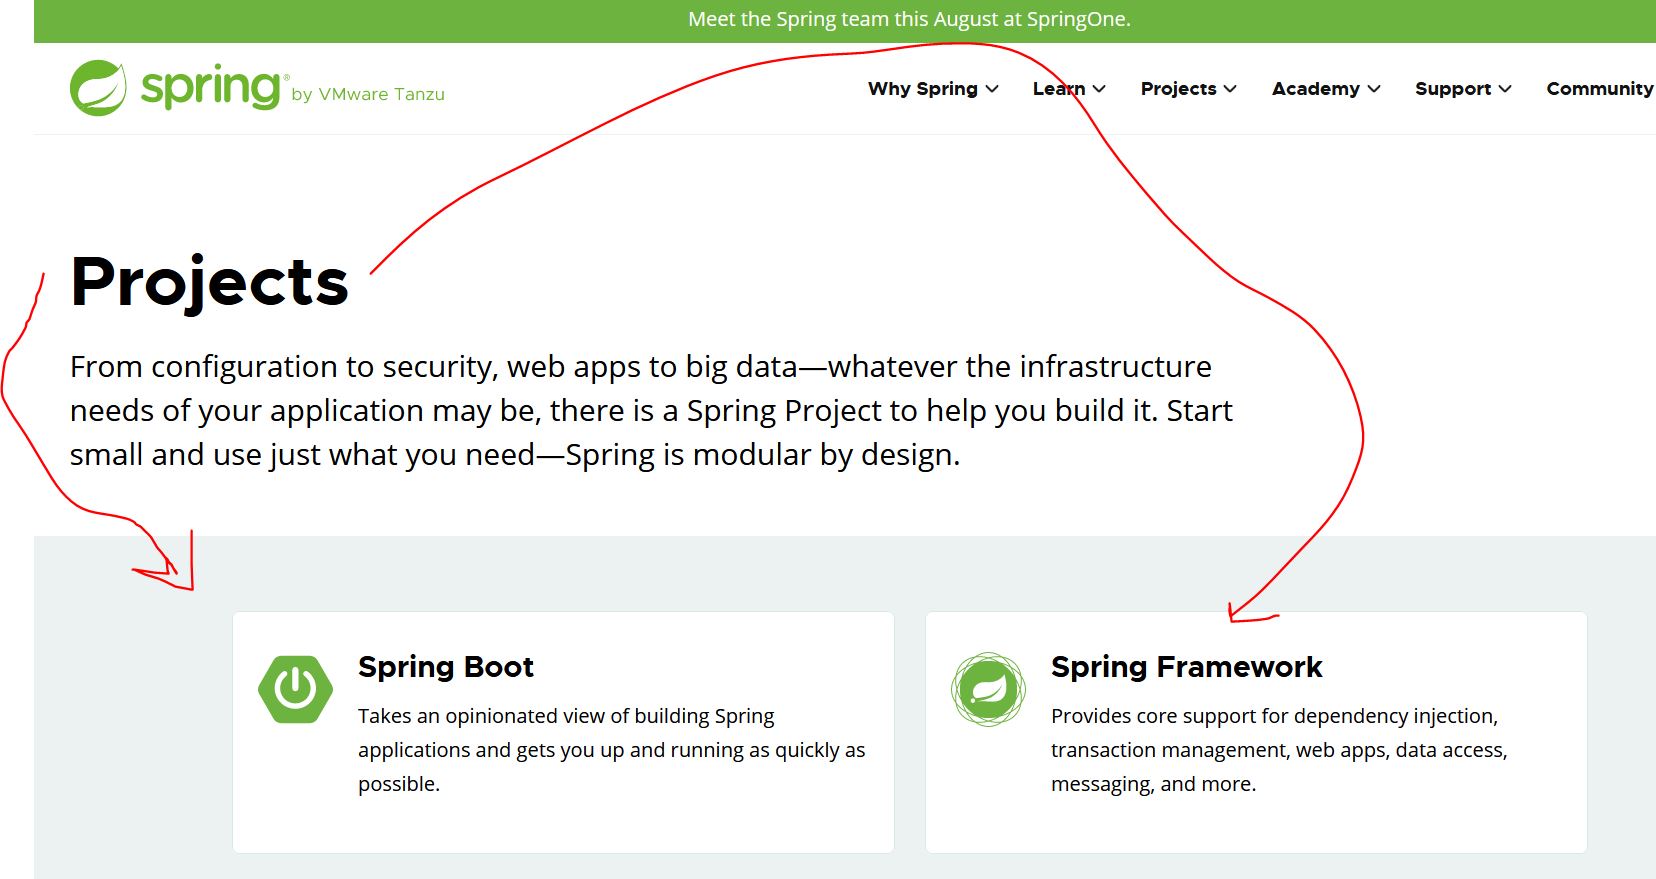 Meet the Spring team this August at SpringOne.
spring® by VMware Tanzu
Why Spring Learn Projects Academy Support Community
Projects
From configuration to security, web apps to big data—whatever the infrastructure
needs of your application may be, there is a Spring Project to help you build it. Start
small and use just what you need—Spring is modular by design.
Spring Boot
Takes an opinionated view of building Spring
applications and gets you up and running as quickly as
possible.
Spring Framework
Provides core support for dependency injection,
transaction management, web apps, data access,
messaging, and more.